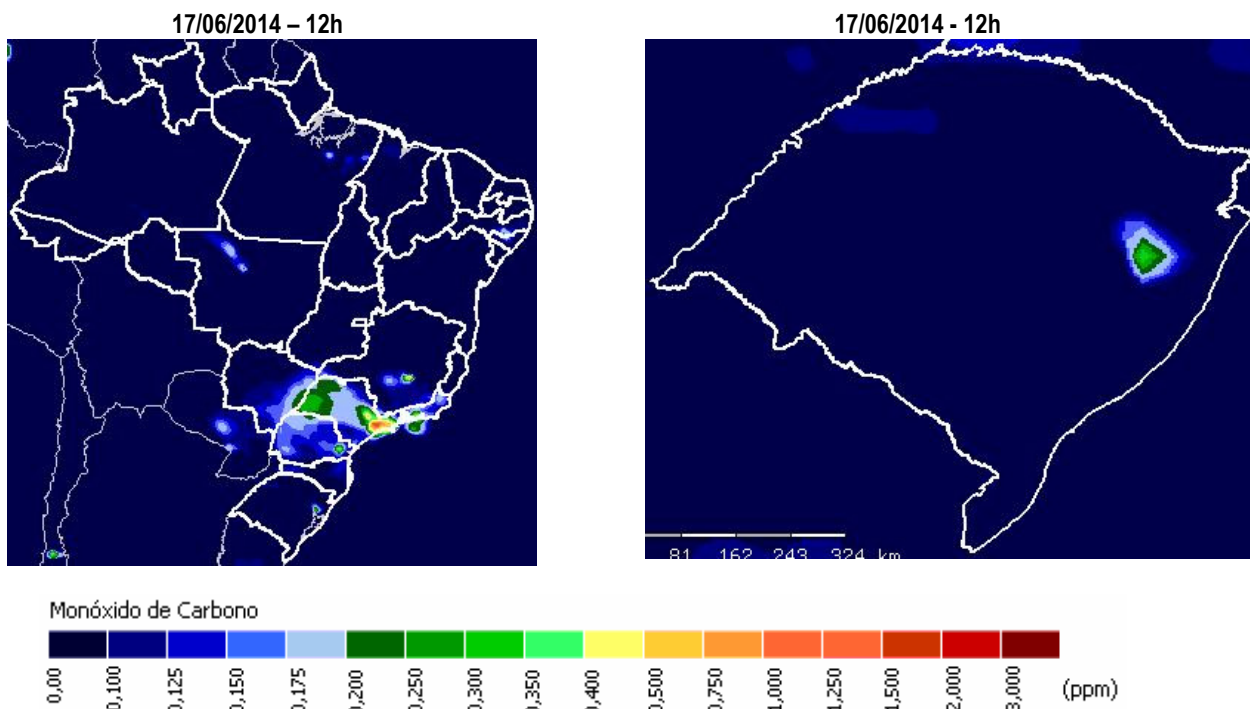 17/06/2014 – 12h
17/06/2014 - 12h
81 162 243 324 km
Monóxido de Carbono
0,00 0,100 0,125 0,150 0,175 0,200 0,250 0,300 0,350 0,400 0,500 0,750 1,000 1,250 1,500 2,000 3,000 (ppm)